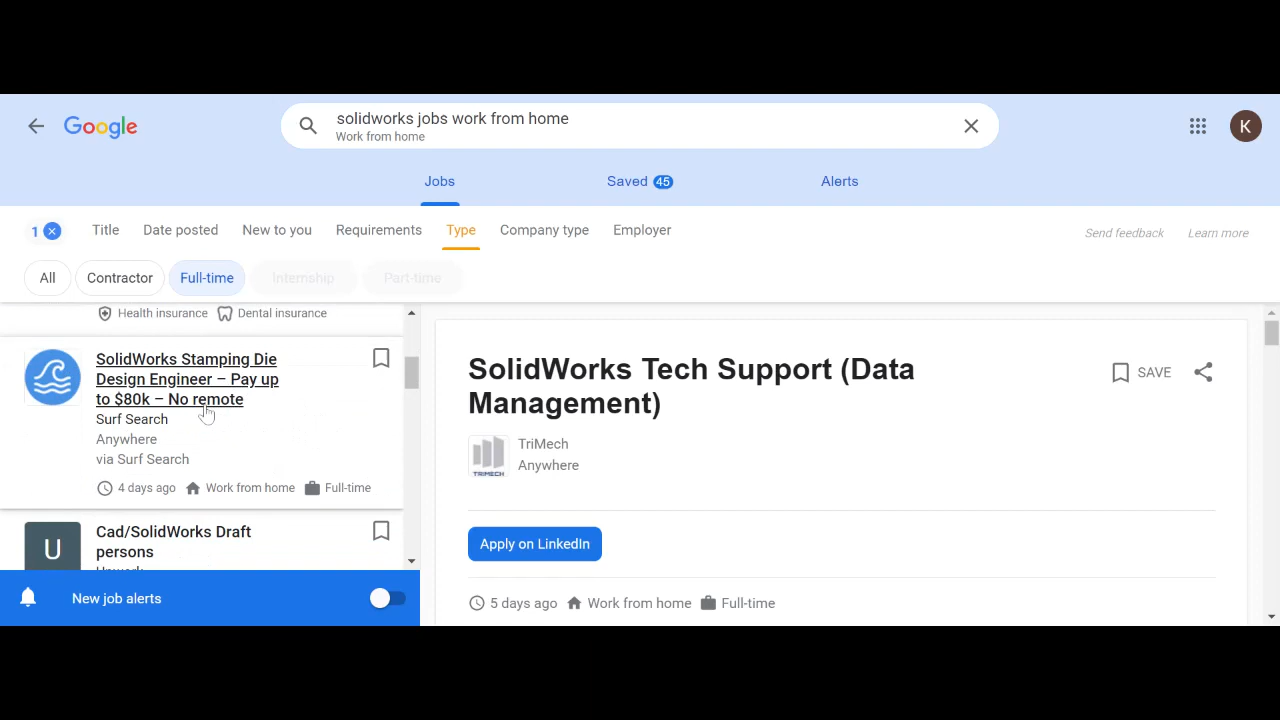 Google
solidworks jobs work from home
Work from home
K
Jobs
Saved 45
Alerts
1
Title
Date posted
New to you
Requirements
Type
Company type
Employer
Send feedback
Learn more
All
Contractor
Full-time
Internship
Part-time
Health insurance
Dental insurance
SolidWorks Stamping Die
Design Engineer – Pay up
to $80k – No remote
Surf Search
Anywhere
via Surf Search
4 days ago
Work from home
Full-time
U
Cad/SolidWorks Draft
persons
Upwork
New job alerts
SolidWorks Tech Support (Data
Management)
SAVE
TRIMECH
TriMech
Anywhere
Apply on LinkedIn
5 days ago
Work from home
Full-time